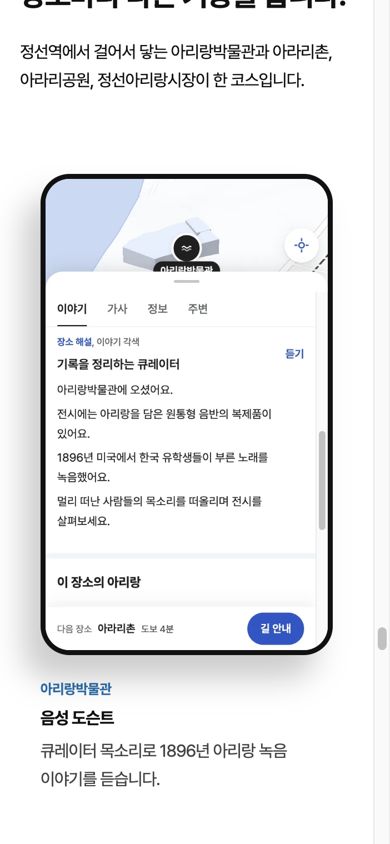 정선역에서 걸어서 닿는 아리랑박물관과 아라리촌,
아라리공원, 정선아리랑시장이 한 코스입니다.
아리랑박물관
이야기 가사 정보 주변
장소 해설, 이야기 각색
듣기
기록을 정리하는 큐레이터
아리랑박물관에 오셨어요.
전시에는 아리랑을 담은 원통형 음반의 복제품이
있어요.
1896년 미국에서 한국 유학생들이 부른 노래를
녹음했어요.
멀리 떠난 사람들의 목소리를 떠올리며 전시를
살펴보세요.
이 장소의 아리랑
다음 장소 아라리촌 도보 4분 길 안내
아리랑박물관
음성 도슨트
큐레이터 목소리로 1896년 아리랑 녹음
이야기를 듣습니다.